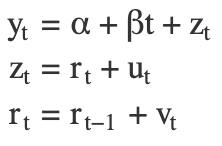 yₜ = α + βt + zₜ
zₜ = rₜ + uₜ
rₜ = rₜ₋₁ + vₜ